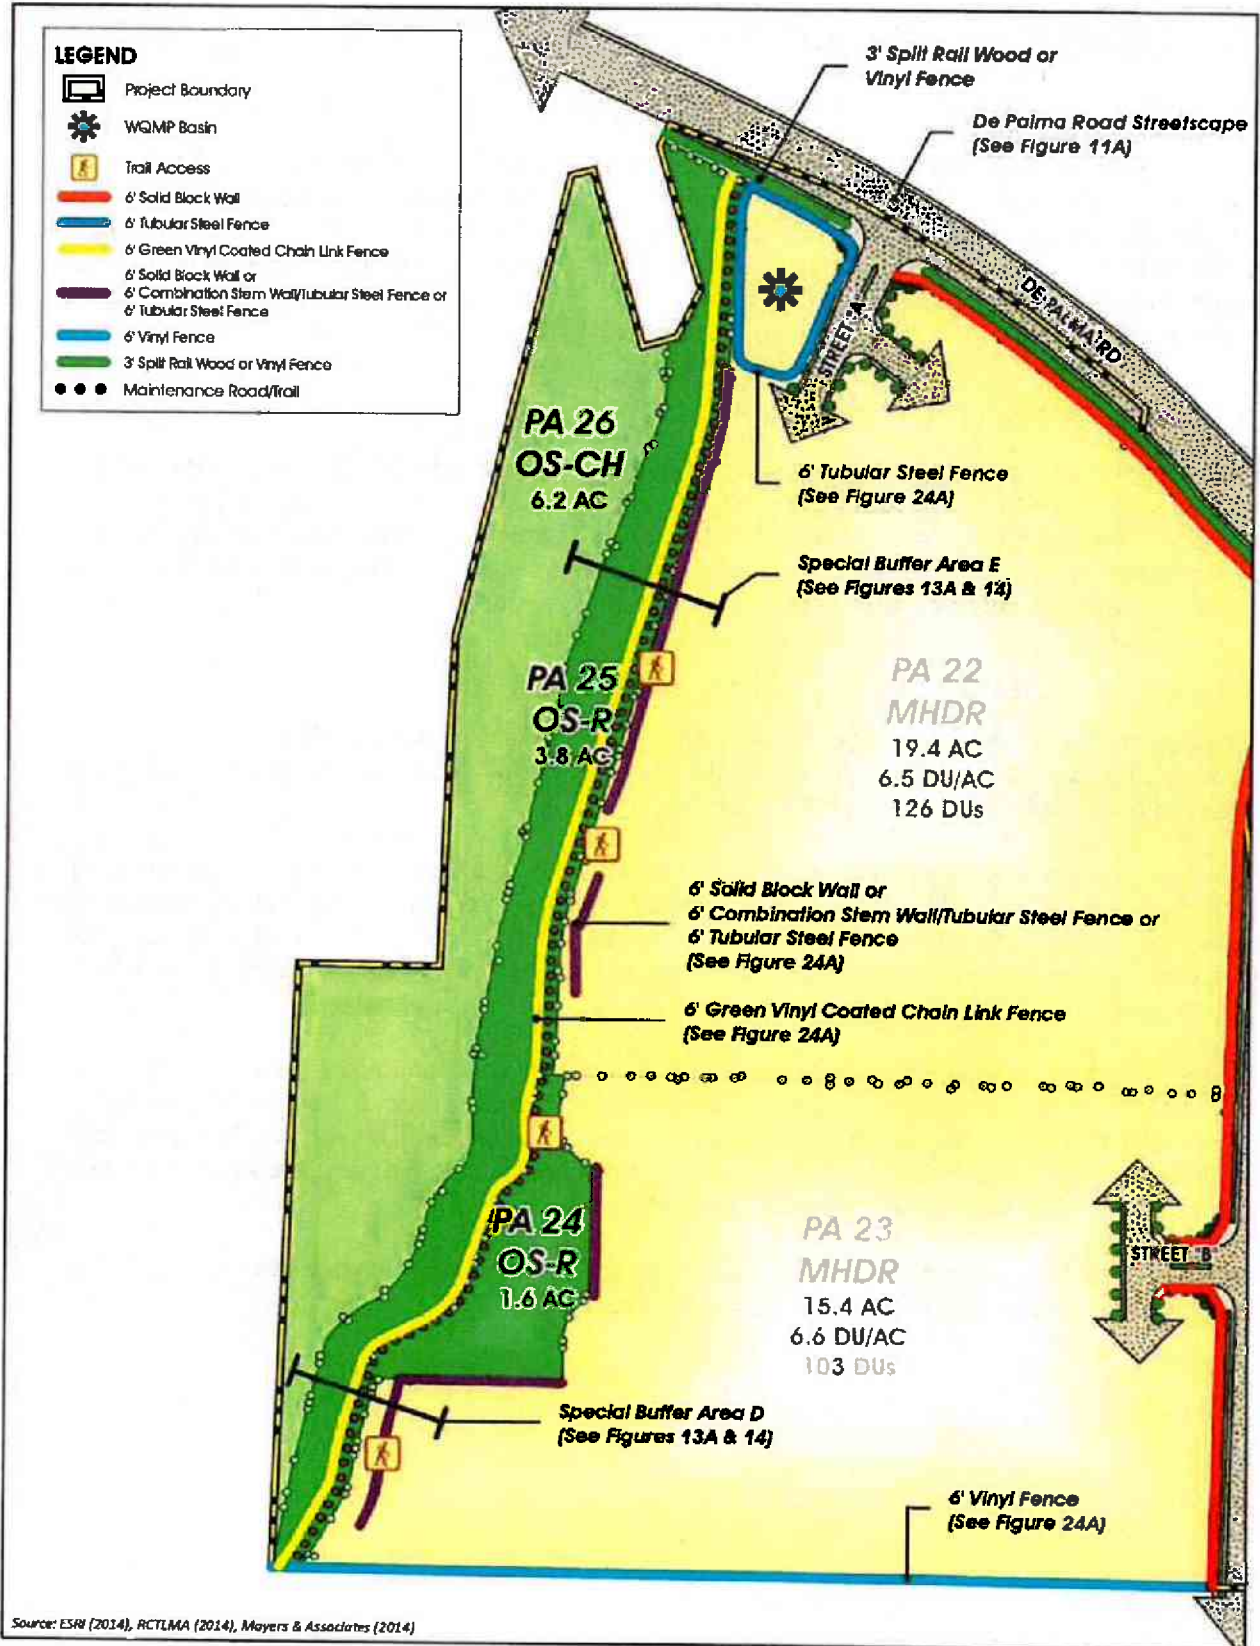 LEGEND
Project Boundary
WQMP Basin
Trail Access
6' Solid Block Wall
6' Tubular Steel Fence
6' Green Vinyl Coated Chain Link Fence
6' Solid Block Wall or
6' Combination Stem Wall/Tubular Steel Fence or
6' Tubular Steel Fence
6' Vinyl Fence
3' Split Rail Wood or Vinyl Fence
Maintenance Road/Trail
3' Split Rail Wood or
Vinyl Fence
De Palma Road Streetscape
(See Figure 11A)
DE PALMA RD
STREET "A"
PA 26
OS-CH
6.2 AC
6' Tubular Steel Fence
(See Figure 24A)
Special Buffer Area E
(See Figures 13A & 14)
PA 25
OS-R
3.8 AC
PA 22
MHDR
19.4 AC
6.5 DU/AC
126 DUs
6' Solid Block Wall or
6' Combination Stem Wall/Tubular Steel Fence or
6' Tubular Steel Fence
(See Figure 24A)
6' Green Vinyl Coated Chain Link Fence
(See Figure 24A)
PA 24
OS-R
1.6 AC
PA 23
MHDR
15.4 AC
6.6 DU/AC
103 DUs
STREET "B"
Special Buffer Area D
(See Figures 13A & 14)
6' Vinyl Fence
(See Figure 24A)
Source: ESRI (2014), RCTLMA (2014), Mayers & Associates (2014)